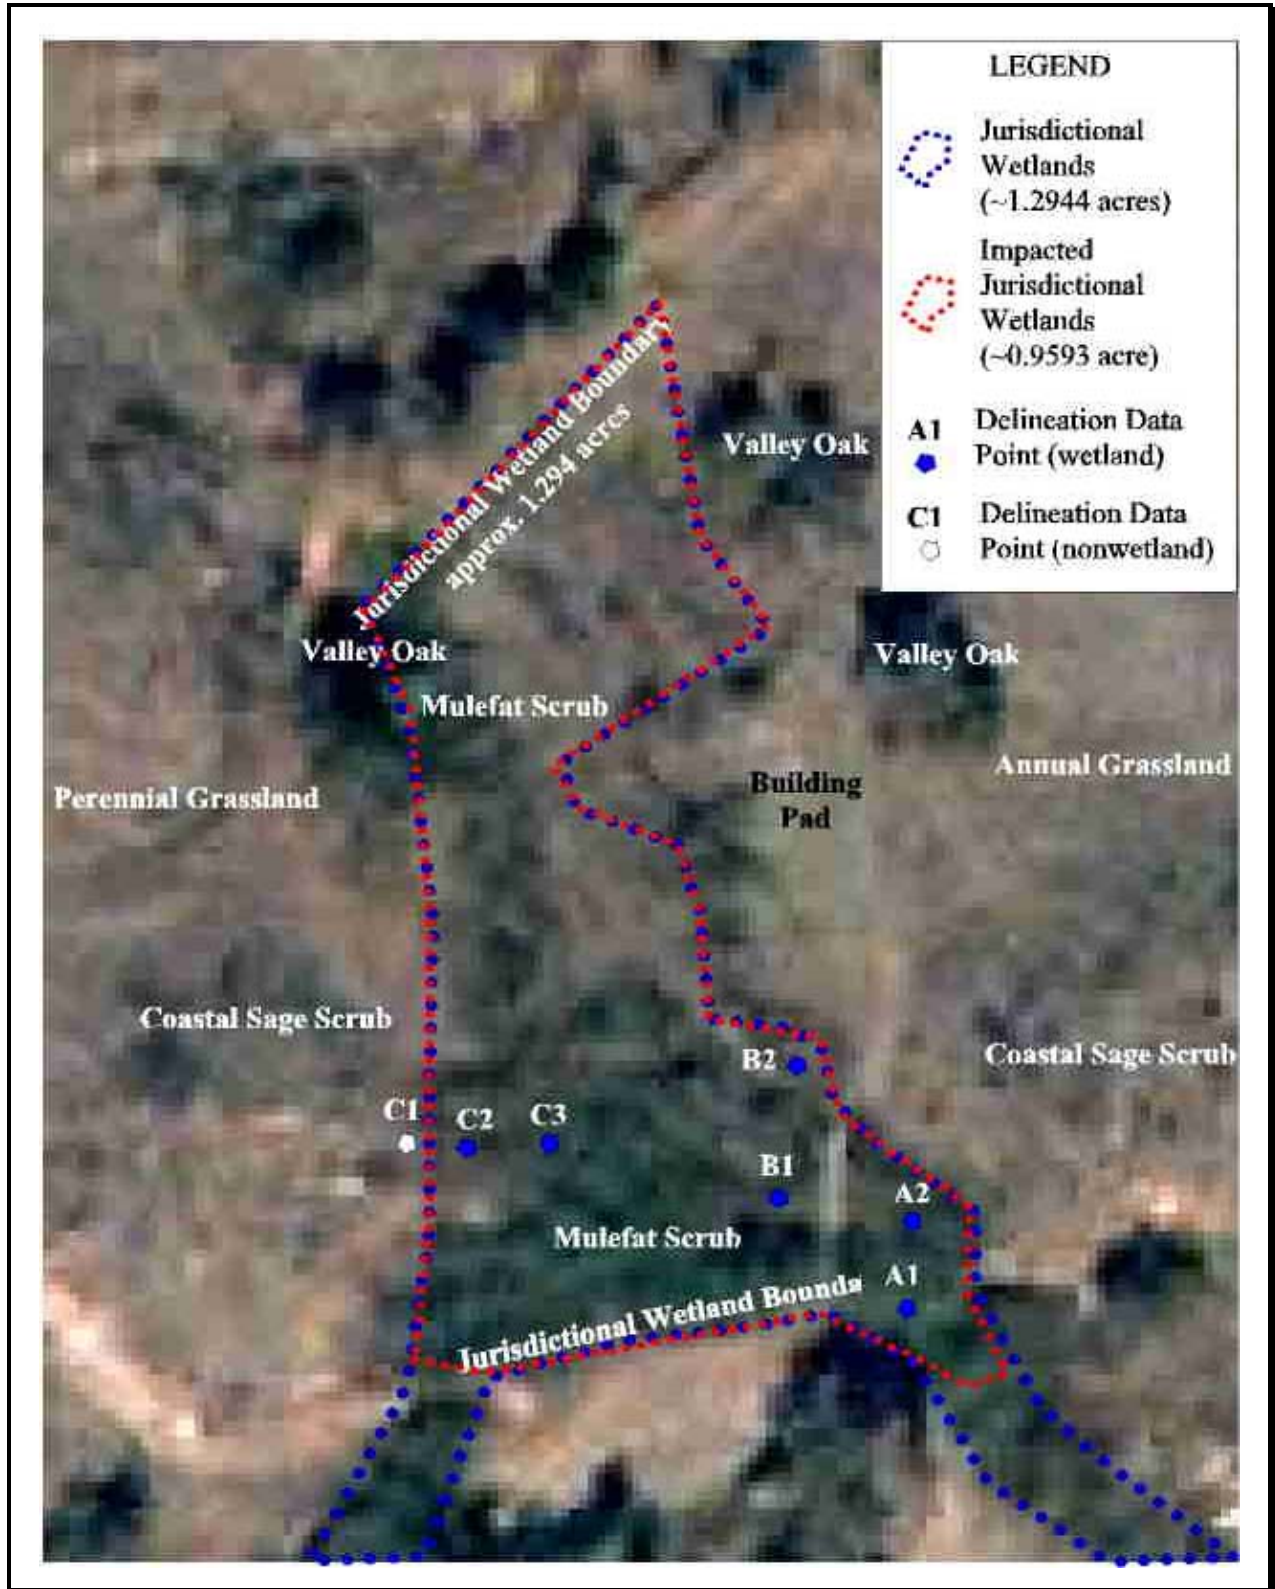 LEGEND
Jurisdictional
Wetlands
(~1.2944 acres)
Impacted
Jurisdictional
Wetlands
(~0.9593 acre)
A1
Delineation Data
Point (wetland)
C1
Delineation Data
Point (nonwetland)
Jurisdictional Wetland Boundary
approx. 1.294 acres
Valley Oak
Valley Oak
Valley Oak
Mulefat Scrub
Annual Grassland
Building
Pad
Perennial Grassland
Coastal Sage Scrub
Coastal Sage Scrub
B2
C1
C2
C3
B1
A2
Mulefat Scrub
A1
Jurisdictional Wetland Bounda